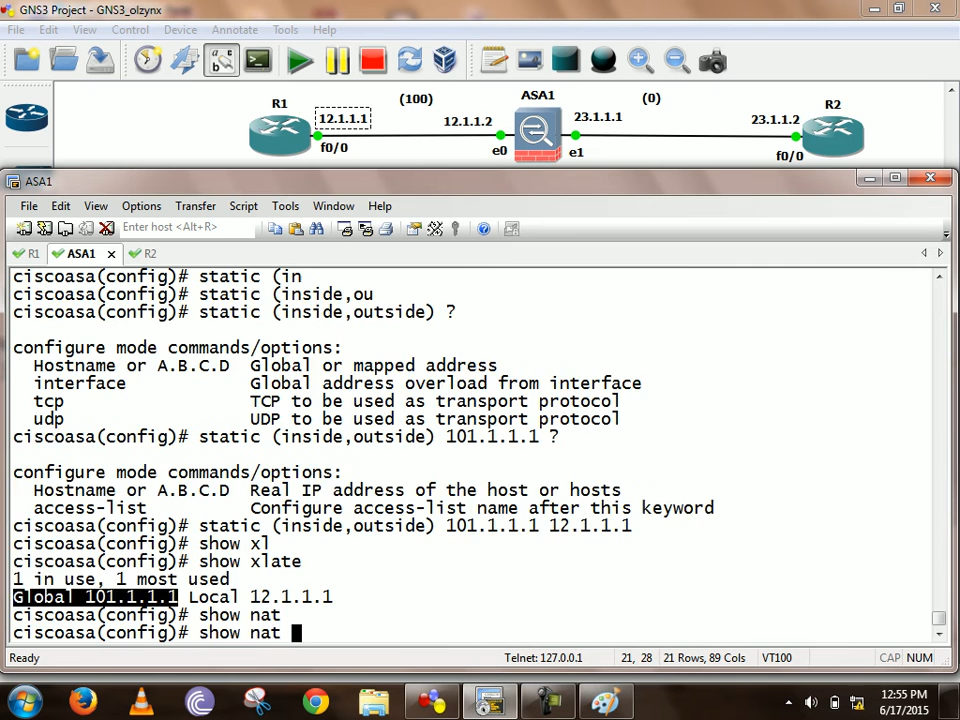 GNS3 Project - GNS3_olzynx
File Edit View Control Device Annotate Tools Help
R1
12.1.1.1
f0/0
(100)
12.1.1.2
e0
ASA1
23.1.1.1
e1
(0)
23.1.1.2
R2
f0/0
ASA1
File Edit View Options Transfer Script Tools Window Help
Enter host <Alt+R>
R1 ASA1 R2
ciscoasa(config)# static (in
ciscoasa(config)# static (inside,ou
ciscoasa(config)# static (inside,outside) ?
configure mode commands/options:
Hostname or A.B.C.D Global or mapped address
interface Global address overload from interface
tcp TCP to be used as transport protocol
udp UDP to be used as transport protocol
ciscoasa(config)# static (inside,outside) 101.1.1.1 ?
configure mode commands/options:
Hostname or A.B.C.D Real IP address of the host or hosts
access-list Configure access-list name after this keyword
ciscoasa(config)# static (inside,outside) 101.1.1.1 12.1.1.1
ciscoasa(config)# show xl
ciscoasa(config)# show xlate
1 in use, 1 most used
Global 101.1.1.1 Local 12.1.1.1
ciscoasa(config)# show nat
ciscoasa(config)# show nat
Ready Telnet: 127.0.0.1 21, 28 21 Rows, 89 Cols VT100 CAP NUM
12:55 PM
6/17/2015